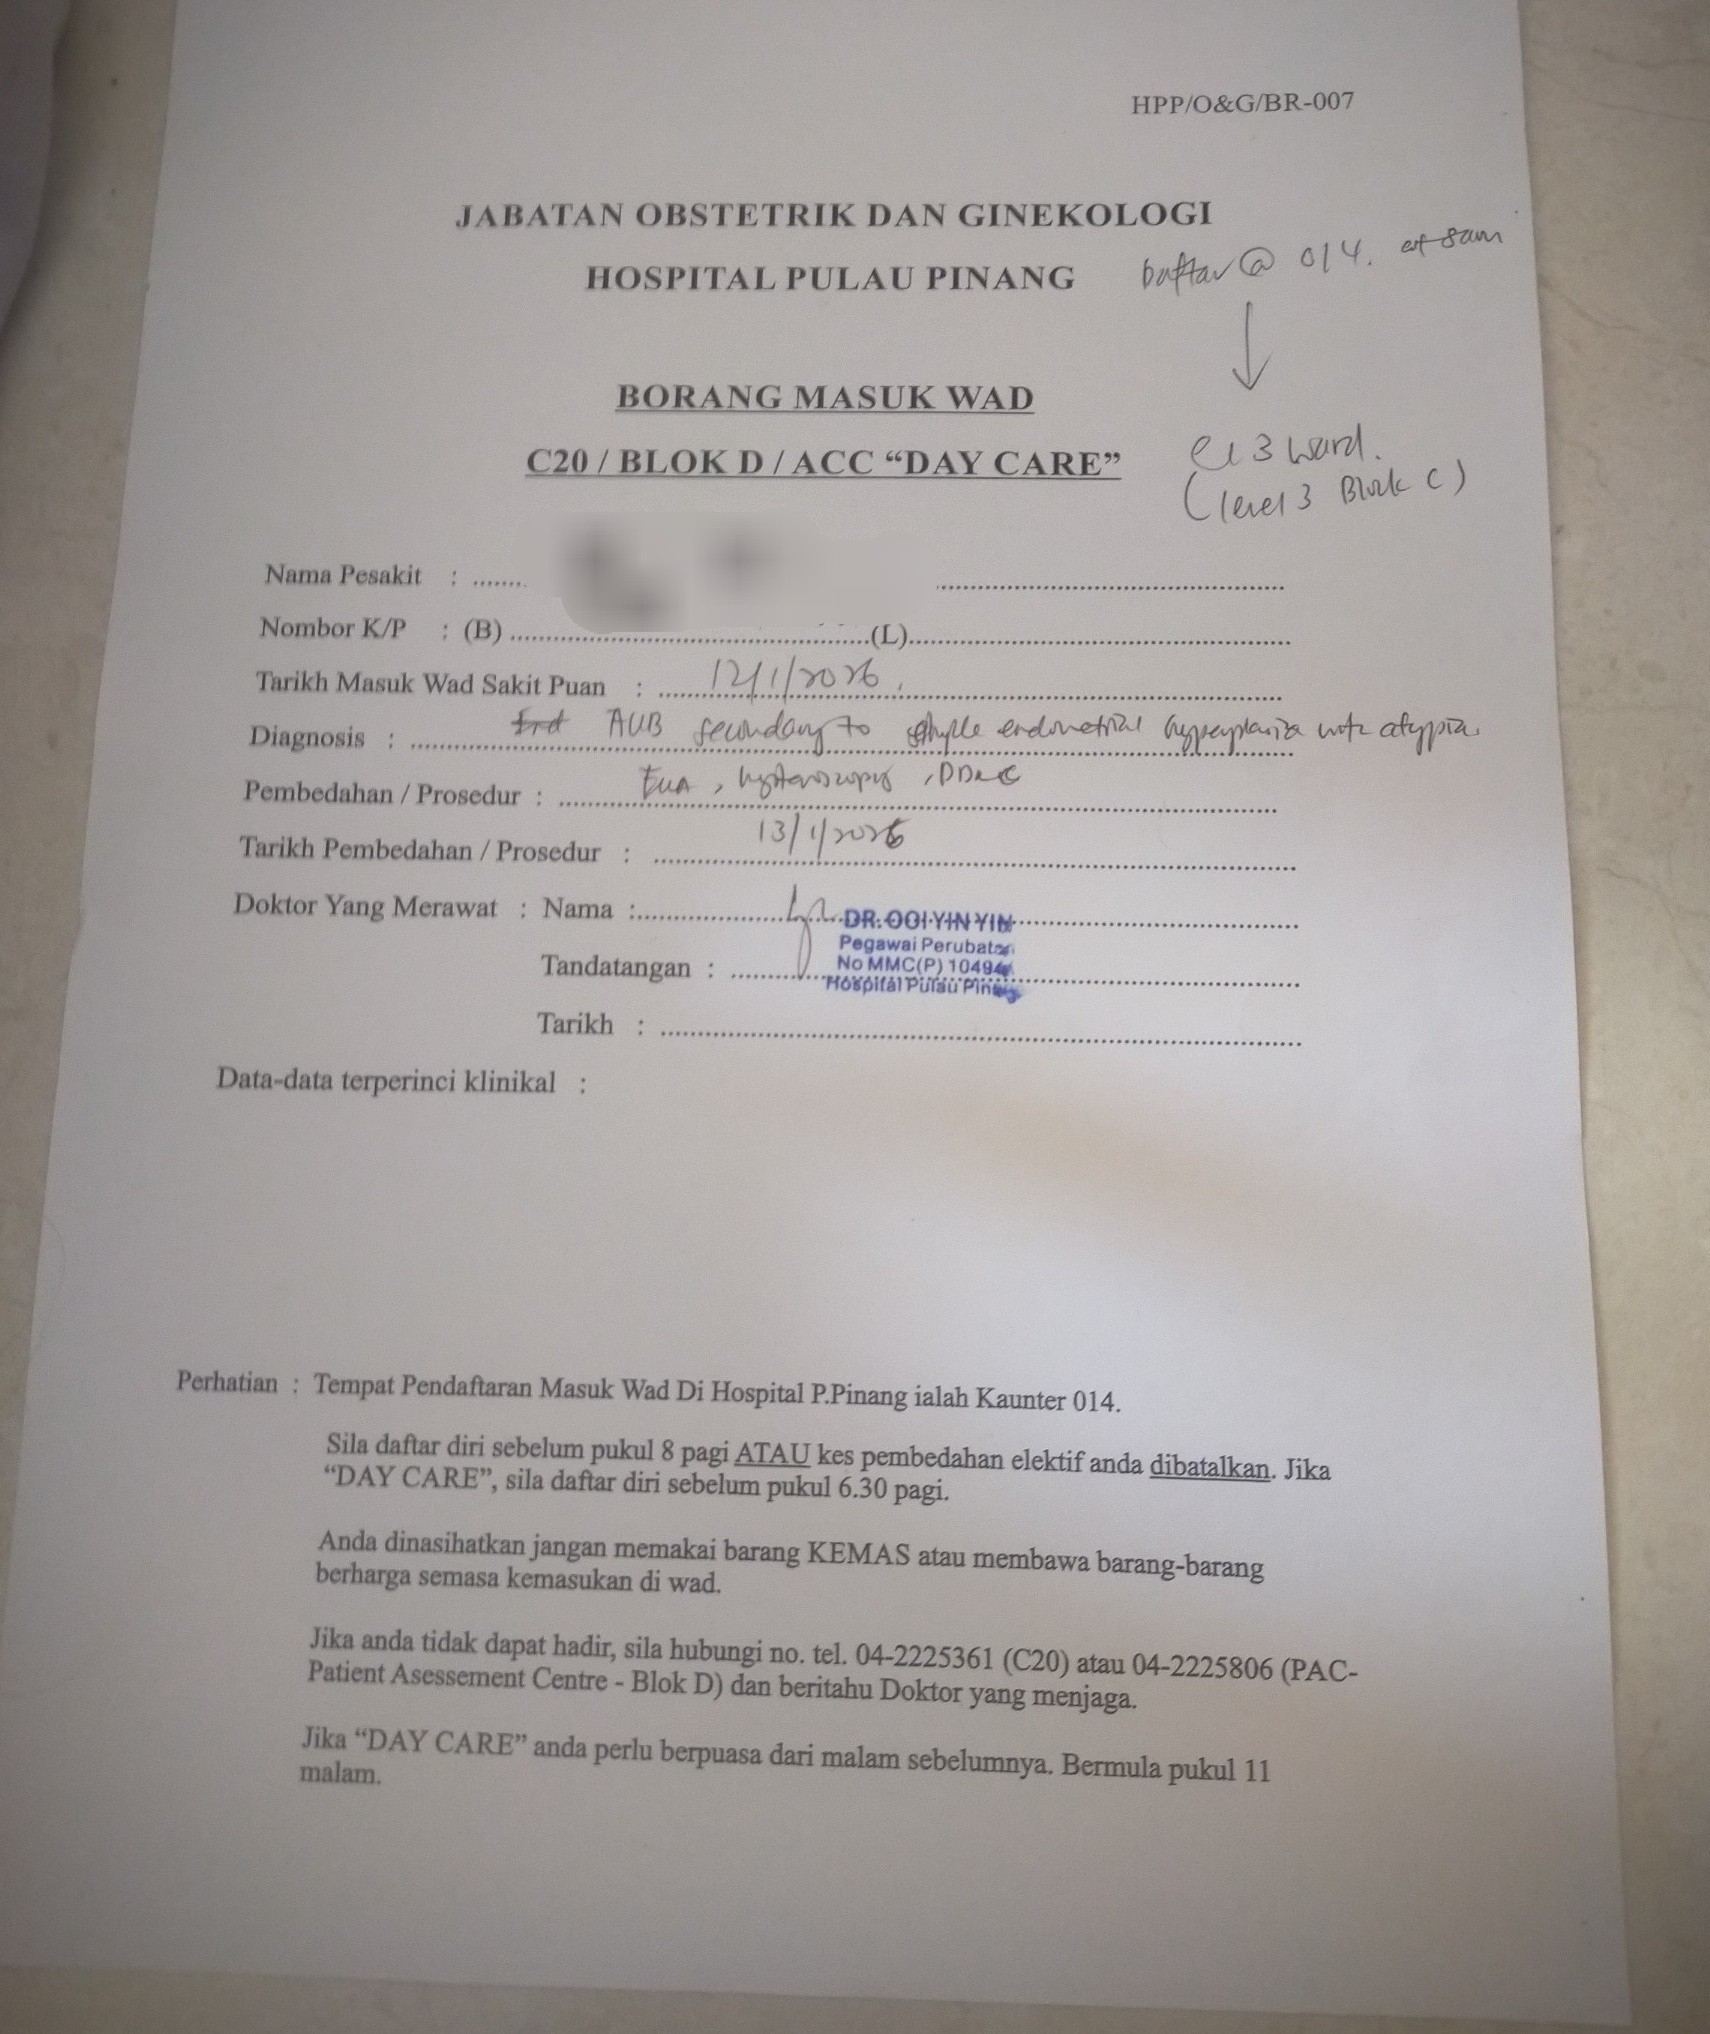 HPP/O&G/BR-007
JABATAN OBSTETRIK DAN GINEKOLOGI
HOSPITAL PULAU PINANG
daftar @ 014. at 8am
BORANG MASUK WAD
C20 / BLOK D / ACC “DAY CARE”
3 ward.
(level 3 Block C)
Nama Pesakit : ........
Nombor K/P : (B) ........(L)........
Tarikh Masuk Wad Sakit Puan : 12/1/2026
Diagnosis : AUB secondary to simple endometrial hyperplasia with atypia
Pembedahan / Prosedur : EUA, hysteroscopy, DD&C
Tarikh Pembedahan / Prosedur : 13/1/2026
Doktor Yang Merawat : Nama : DR. OOI YIN YIN
Pegawai Perubatan
Tandatangan : No MMC(P) 10494
Hospital Pulau Pinang
Tarikh : ........
Data-data terperinci klinikal :
Perhatian : Tempat Pendaftaran Masuk Wad Di Hospital P.Pinang ialah Kaunter 014.
Sila daftar diri sebelum pukul 8 pagi ATAU kes pembedahan elektif anda dibatalkan. Jika
“DAY CARE”, sila daftar diri sebelum pukul 6.30 pagi.
Anda dinasihatkan jangan memakai barang KEMAS atau membawa barang-barang
berharga semasa kemasukan di wad.
Jika anda tidak dapat hadir, sila hubungi no. tel. 04-2225361 (C20) atau 04-2225806 (PAC-
Patient Asessement Centre - Blok D) dan beritahu Doktor yang menjaga.
Jika “DAY CARE” anda perlu berpuasa dari malam sebelumnya. Bermula pukul 11
malam.